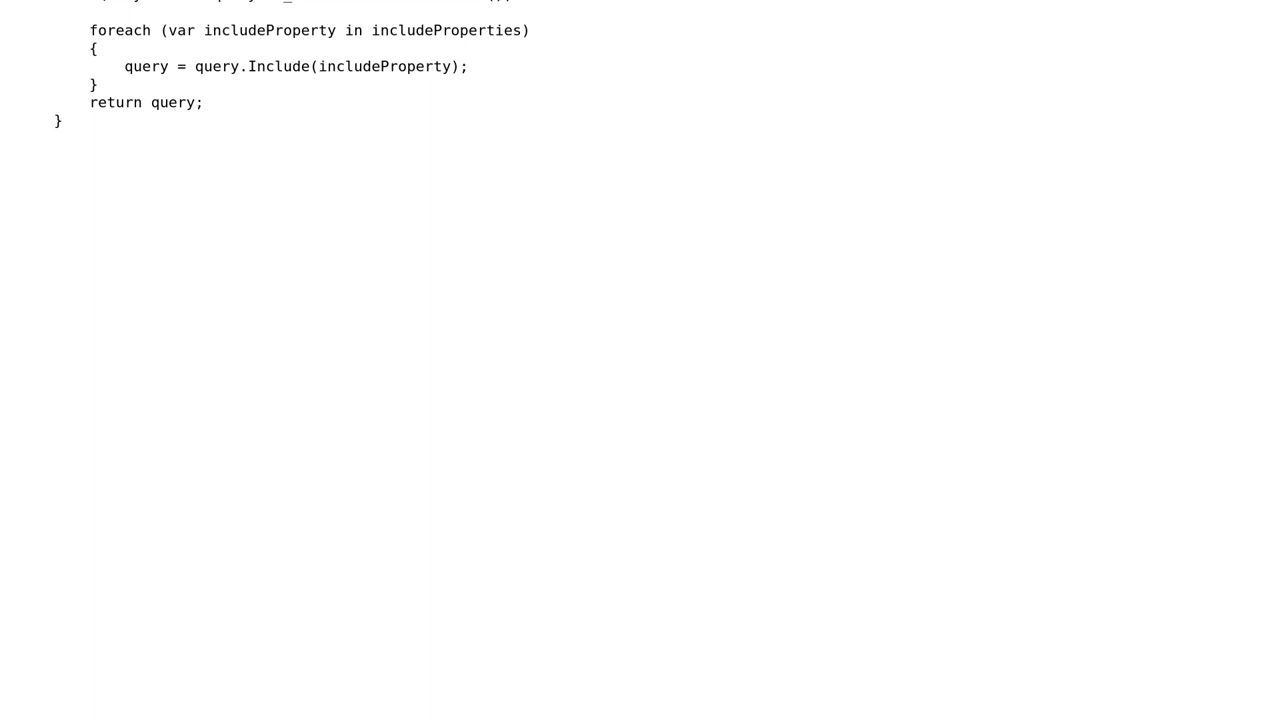 foreach (var includeProperty in includeProperties)
{
query = query.Include(includeProperty);
}
return query;
}